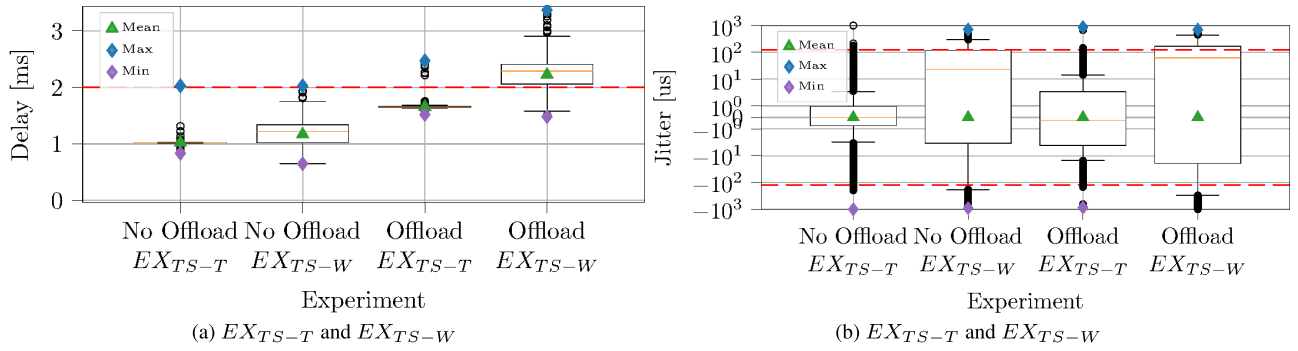 Delay [ms]
3
2
1
0
Mean
Max
Min
No Offload No Offload Offload Offload
EX_{TS-T} EX_{TS-W} EX_{TS-T} EX_{TS-W}
Experiment
(a) EX_{TS-T} and EX_{TS-W}
Jitter [us]
10^3
10^2
10^1
10^0
0
−10^0
−10^1
−10^2
−10^3
Mean
Max
Min
No Offload No Offload Offload Offload
EX_{TS-T} EX_{TS-W} EX_{TS-T} EX_{TS-W}
Experiment
(b) EX_{TS-T} and EX_{TS-W}